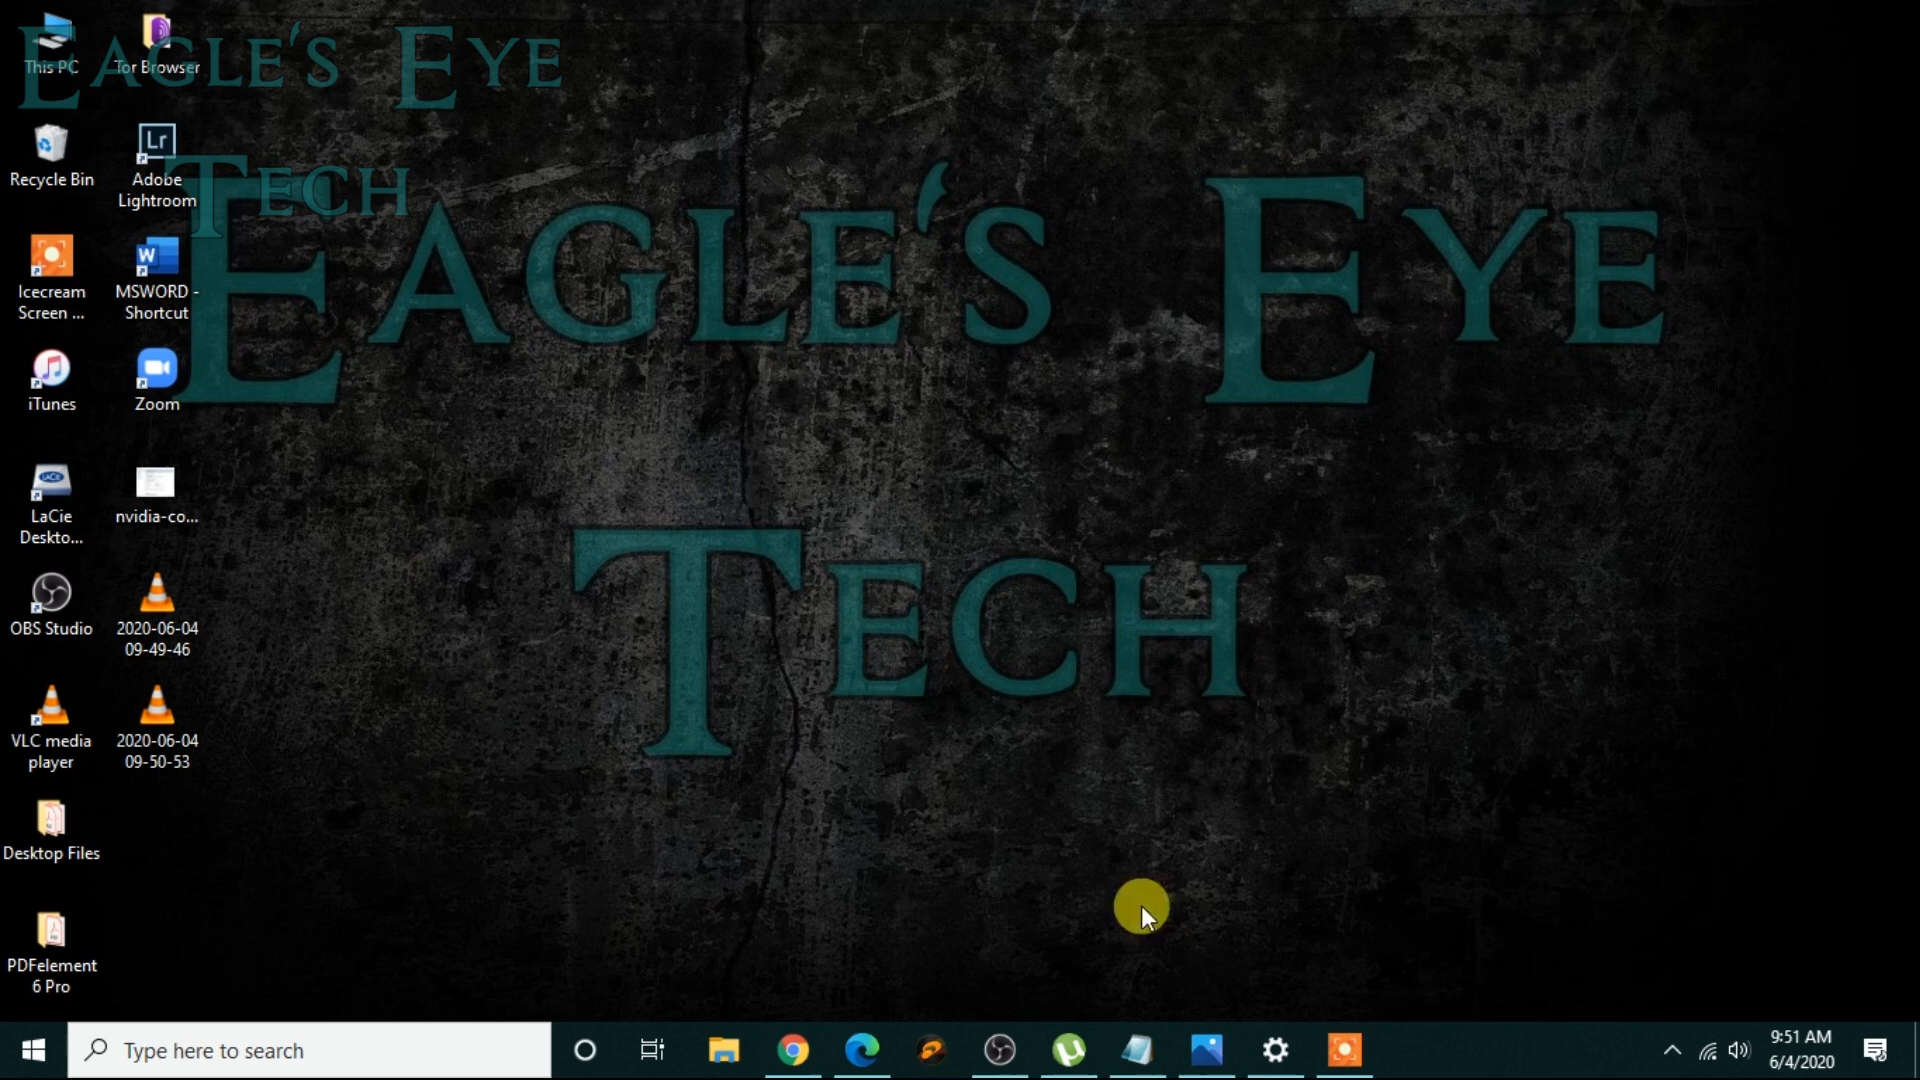 EAGLE'S EYE
TECH
This PC
Tor Browser
Recycle Bin
Lr
Adobe
Lightroom
EAGLE'S EYE
TECH
Icecream
Screen ...
W
MSWORD -
Shortcut
iTunes
Zoom
LaCie
Deskto...
nvidia-co...
OBS Studio
2020-06-04
09-49-46
VLC media
player
2020-06-04
09-50-53
Desktop Files
PDFelement
6 Pro
Type here to search
9:51 AM
6/4/2020